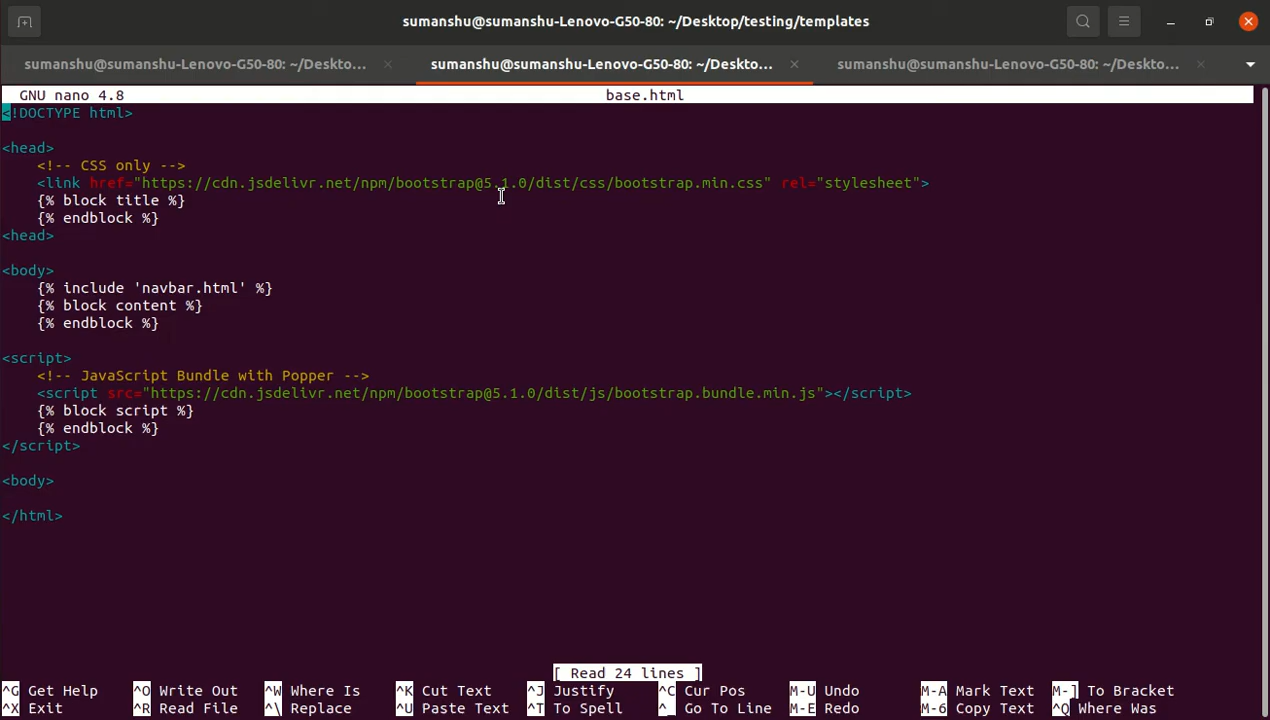 sumanshu@sumanshu-Lenovo-G50-80: ~/Desktop/testing/templates
sumanshu@sumanshu-Lenovo-G50-80: ~/Deskto... sumanshu@sumanshu-Lenovo-G50-80: ~/Deskto... sumanshu@sumanshu-Lenovo-G50-80: ~/Deskto...
GNU nano 4.8 base.html
<!DOCTYPE html>
<head>
<!-- CSS only -->
<link href="https://cdn.jsdelivr.net/npm/bootstrap@5.1.0/dist/css/bootstrap.min.css" rel="stylesheet">
{% block title %}
{% endblock %}
<head>
<body>
{% include 'navbar.html' %}
{% block content %}
{% endblock %}
<script>
<!-- JavaScript Bundle with Popper -->
<script src="https://cdn.jsdelivr.net/npm/bootstrap@5.1.0/dist/js/bootstrap.bundle.min.js"></script>
{% block script %}
{% endblock %}
</script>
<body>
</html>
[ Read 24 lines ]
^G Get Help ^O Write Out ^W Where Is ^K Cut Text ^J Justify ^C Cur Pos M-U Undo M-A Mark Text M-] To Bracket
^X Exit ^R Read File ^\ Replace ^U Paste Text ^T To Spell ^_ Go To Line M-E Redo M-6 Copy Text ^Q Where Was